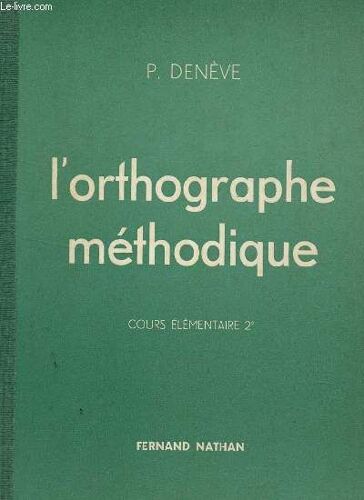 Le-livre.com
P. DENÈVE
l'orthographe
méthodique
COURS ÉLÉMENTAIRE 2e
FERNAND NATHAN